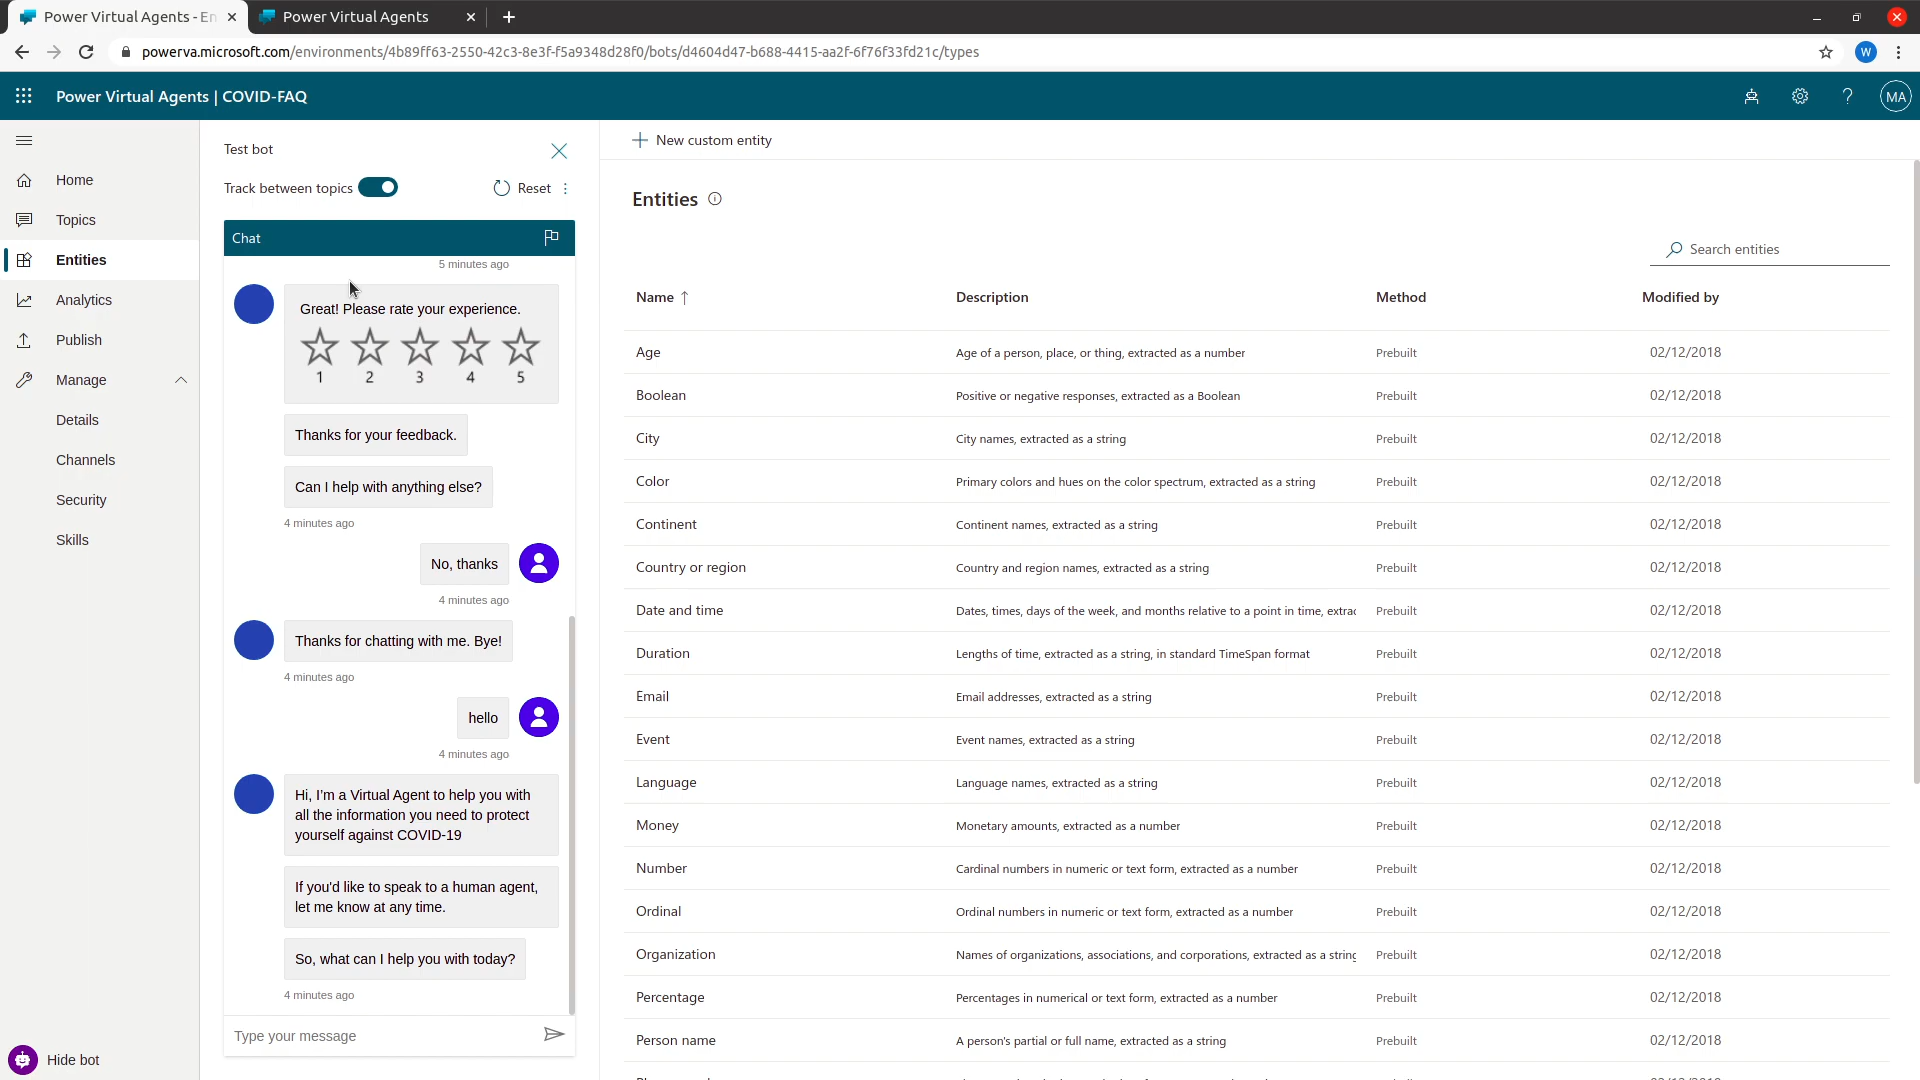 Power Virtual Agents - En
Power Virtual Agents
powerva.microsoft.com/environments/4b89ff63-2550-42c3-8e3f-f5a9348d28f0/bots/d4604d47-b688-4415-aa2f-6f76f33fd21c/types
W
Power Virtual Agents | COVID-FAQ
MA
Home
Topics
Entities
Analytics
Publish
Manage
Details
Channels
Security
Skills
Hide bot
Test bot
Track between topics
Reset
Chat
5 minutes ago
Great! Please rate your experience.
1 2 3 4 5
Thanks for your feedback.
Can I help with anything else?
4 minutes ago
No, thanks
4 minutes ago
Thanks for chatting with me. Bye!
4 minutes ago
hello
4 minutes ago
Hi, I'm a Virtual Agent to help you with
all the information you need to protect
yourself against COVID-19
If you'd like to speak to a human agent,
let me know at any time.
So, what can I help you with today?
4 minutes ago
Type your message
New custom entity
Entities
Search entities
Name Description Method Modified by
Age Age of a person, place, or thing, extracted as a number Prebuilt 02/12/2018
Boolean Positive or negative responses, extracted as a Boolean Prebuilt 02/12/2018
City City names, extracted as a string Prebuilt 02/12/2018
Color Primary colors and hues on the color spectrum, extracted as a string Prebuilt 02/12/2018
Continent Continent names, extracted as a string Prebuilt 02/12/2018
Country or region Country and region names, extracted as a string Prebuilt 02/12/2018
Date and time Dates, times, days of the week, and months relative to a point in time, extrac Prebuilt 02/12/2018
Duration Lengths of time, extracted as a string, in standard TimeSpan format Prebuilt 02/12/2018
Email Email addresses, extracted as a string Prebuilt 02/12/2018
Event Event names, extracted as a string Prebuilt 02/12/2018
Language Language names, extracted as a string Prebuilt 02/12/2018
Money Monetary amounts, extracted as a number Prebuilt 02/12/2018
Number Cardinal numbers in numeric or text form, extracted as a number Prebuilt 02/12/2018
Ordinal Ordinal numbers in numeric or text form, extracted as a number Prebuilt 02/12/2018
Organization Names of organizations, associations, and corporations, extracted as a string Prebuilt 02/12/2018
Percentage Percentages in numerical or text form, extracted as a number Prebuilt 02/12/2018
Person name A person's partial or full name, extracted as a string Prebuilt 02/12/2018